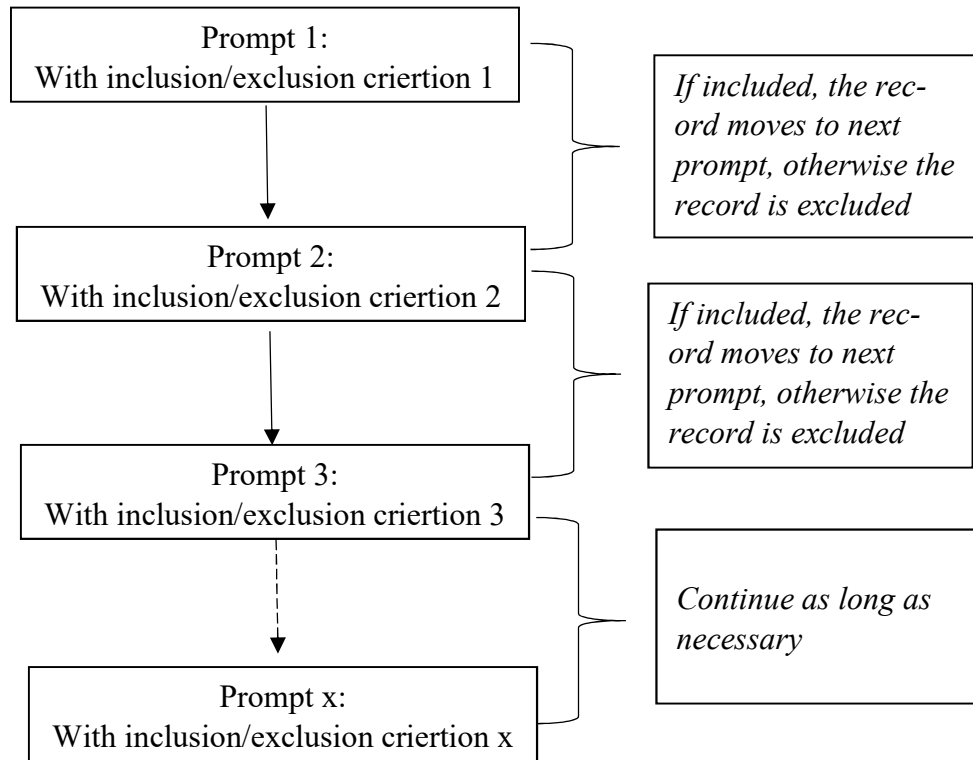 Prompt 1:
With inclusion/exclusion criertion 1
If included, the rec-
ord moves to next
prompt, otherwise the
record is excluded
Prompt 2:
With inclusion/exclusion criertion 2
If included, the rec-
ord moves to next
prompt, otherwise the
record is excluded
Prompt 3:
With inclusion/exclusion criertion 3
Continue as long as
necessary
Prompt x:
With inclusion/exclusion criertion x